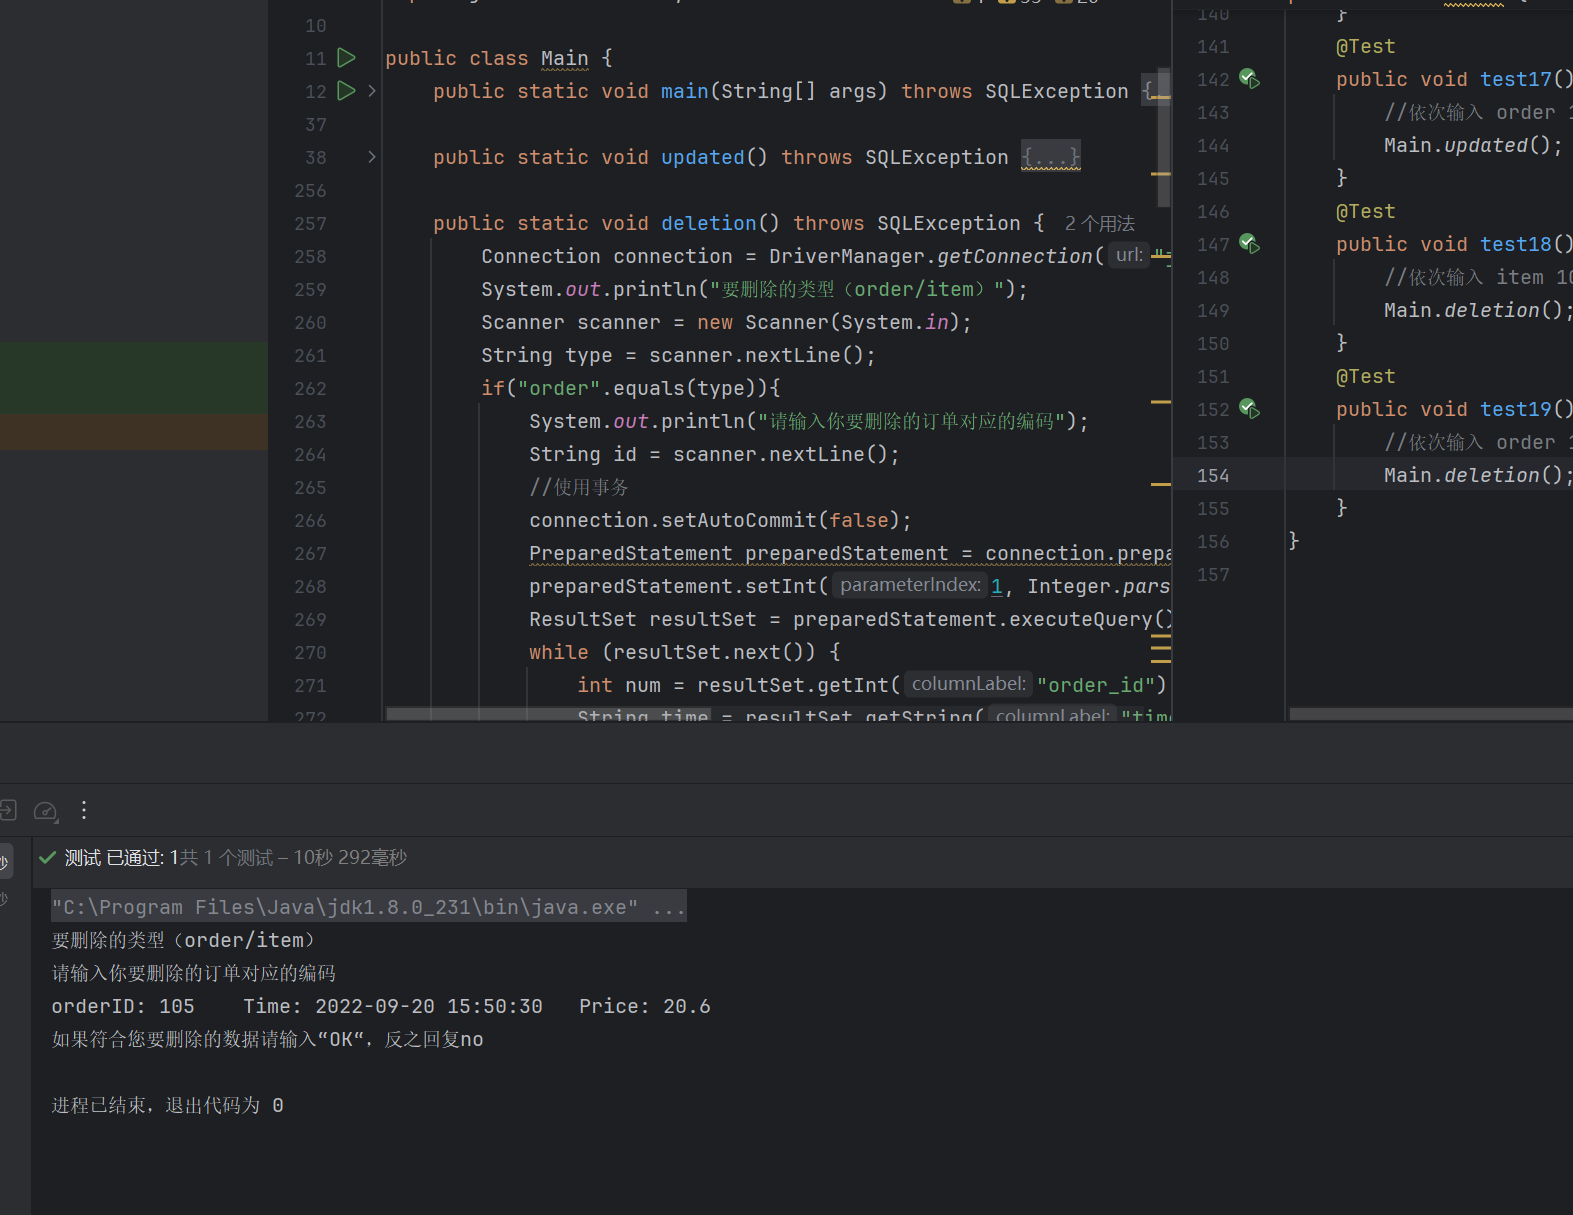 10
11 public class Main {
12 public static void main(String[] args) throws SQLException {
37
38 public static void updated() throws SQLException {...}
256
257 public static void deletion() throws SQLException { 2 个用法
258 Connection connection = DriverManager.getConnection( url:
259 System.out.println("要删除的类型（order/item）");
260 Scanner scanner = new Scanner(System.in);
261 String type = scanner.nextLine();
262 if("order".equals(type)){
263 System.out.println("请输入你要删除的订单对应的编码");
264 String id = scanner.nextLine();
265 //使用事务
266 connection.setAutoCommit(false);
267 PreparedStatement preparedStatement = connection.prepa
268 preparedStatement.setInt( parameterIndex: 1, Integer.pars
269 ResultSet resultSet = preparedStatement.executeQuery()
270 while (resultSet.next()) {
271 int num = resultSet.getInt( columnLabel: "order_id")
272 String time = resultSet.getString( columnLabel: "tim
140 }
141 @Test
142 public void test17()
143 //依次输入 order 1
144 Main.updated();
145 }
146 @Test
147 public void test18()
148 //依次输入 item 10
149 Main.deletion();
150 }
151 @Test
152 public void test19()
153 //依次输入 order 1
154 Main.deletion();
155 }
156 }
157
测试 已通过: 1共 1 个测试 – 10秒 292毫秒
"C:\Program Files\Java\jdk1.8.0_231\bin\java.exe" ...
要删除的类型（order/item）
请输入你要删除的订单对应的编码
orderID: 105 Time: 2022-09-20 15:50:30 Price: 20.6
如果符合您要删除的数据请输入“OK“，反之回复no
进程已结束，退出代码为 0